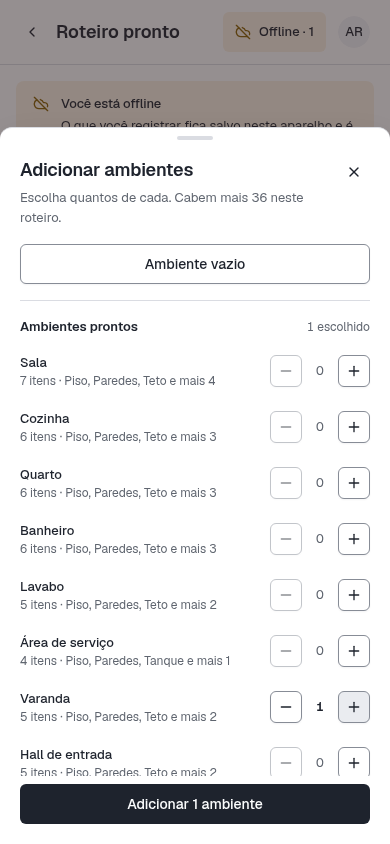 Roteiro pronto
Offline · 1
AR
Você está offline
O que você registrar fica salvo neste aparelho e é
Adicionar ambientes
Escolha quantos de cada. Cabem mais 36 neste
roteiro.
Ambiente vazio
Ambientes prontos
1 escolhido
Sala
7 itens · Piso, Paredes, Teto e mais 4
0
Cozinha
6 itens · Piso, Paredes, Teto e mais 3
0
Quarto
6 itens · Piso, Paredes, Teto e mais 3
0
Banheiro
6 itens · Piso, Paredes, Teto e mais 3
0
Lavabo
5 itens · Piso, Paredes, Teto e mais 2
0
Área de serviço
4 itens · Piso, Paredes, Tanque e mais 1
0
Varanda
5 itens · Piso, Paredes, Teto e mais 2
1
Hall de entrada
5 itens · Piso, Paredes, Teto e mais 2
0
Adicionar 1 ambiente